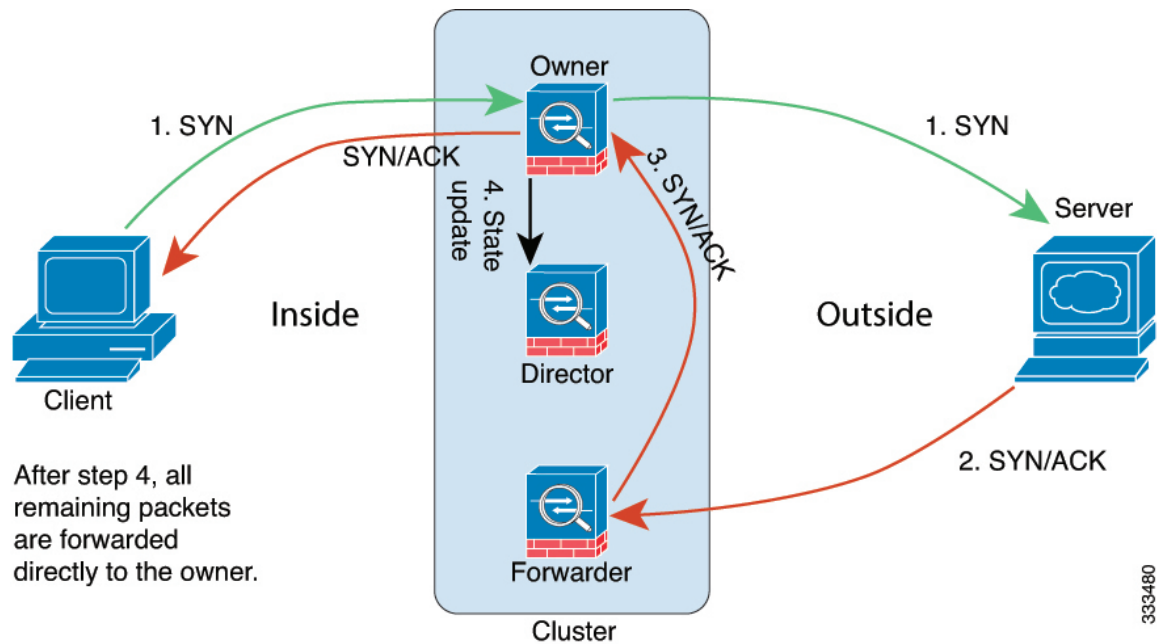 Owner
1. SYN
1. SYN
SYN/ACK
3. SYN/ACK
4. State
update
Server
Inside
Outside
Director
Client
2. SYN/ACK
After step 4, all
remaining packets
are forwarded
directly to the owner.
Forwarder
333480
Cluster